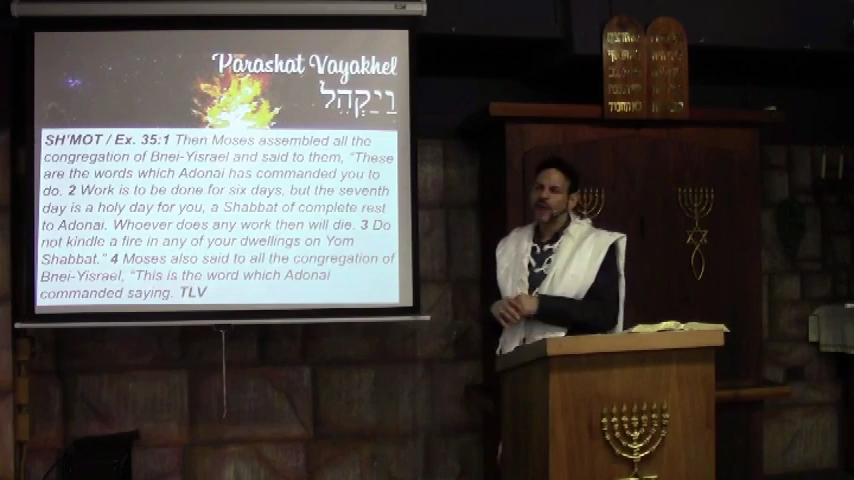 Parashat Vayakhel
וַיַּקְהֵל
SH'MOT / Ex. 35:1 Then Moses assembled all the
congregation of Bnei-Yisrael and said to them, “These
are the words which Adonai has commanded you to
do. 2 Work is to be done for six days, but the seventh
day is a holy day for you, a Shabbat of complete rest
to Adonai. Whoever does any work then will die. 3 Do
not kindle a fire in any of your dwellings on Yom
Shabbat.” 4 Moses also said to all the congregation of
Bnei-Yisrael, “This is the word which Adonai
commanded saying. TLV